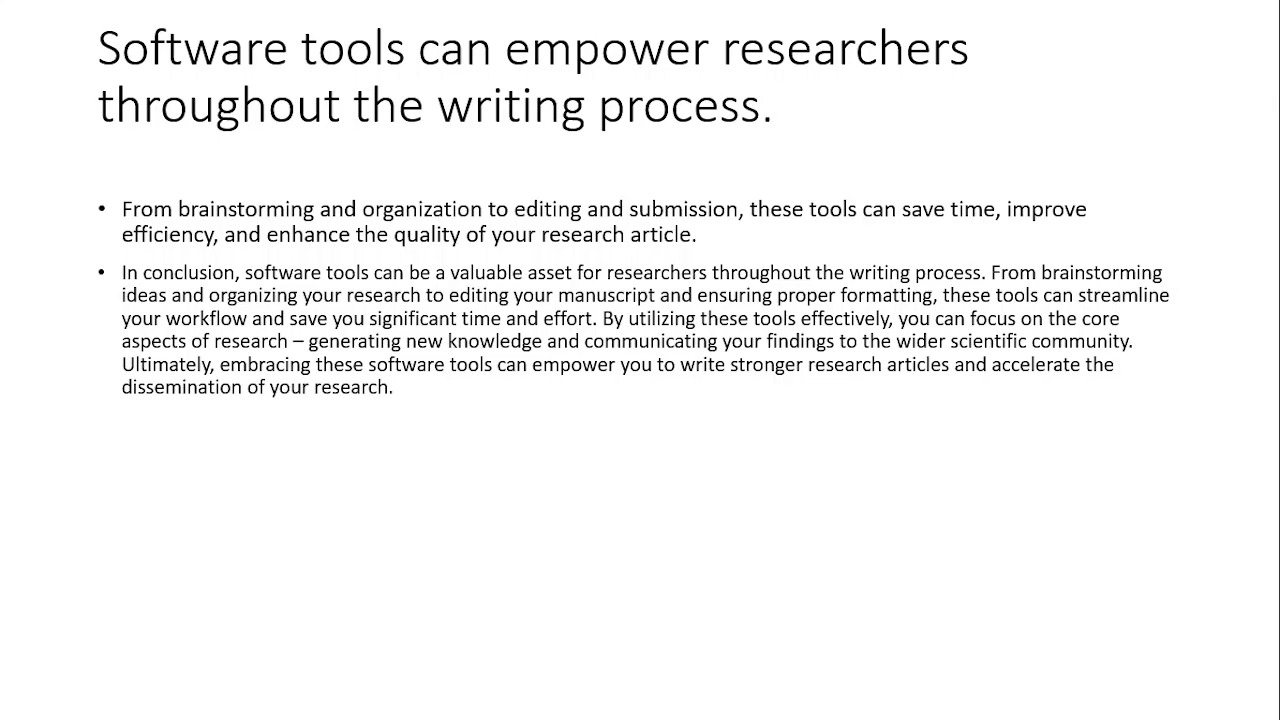 Software tools can empower researchers
throughout the writing process.
• From brainstorming and organization to editing and submission, these tools can save time, improve
efficiency, and enhance the quality of your research article.
• In conclusion, software tools can be a valuable asset for researchers throughout the writing process. From brainstorming
ideas and organizing your research to editing your manuscript and ensuring proper formatting, these tools can streamline
your workflow and save you significant time and effort. By utilizing these tools effectively, you can focus on the core
aspects of research – generating new knowledge and communicating your findings to the wider scientific community.
Ultimately, embracing these software tools can empower you to write stronger research articles and accelerate the
dissemination of your research.